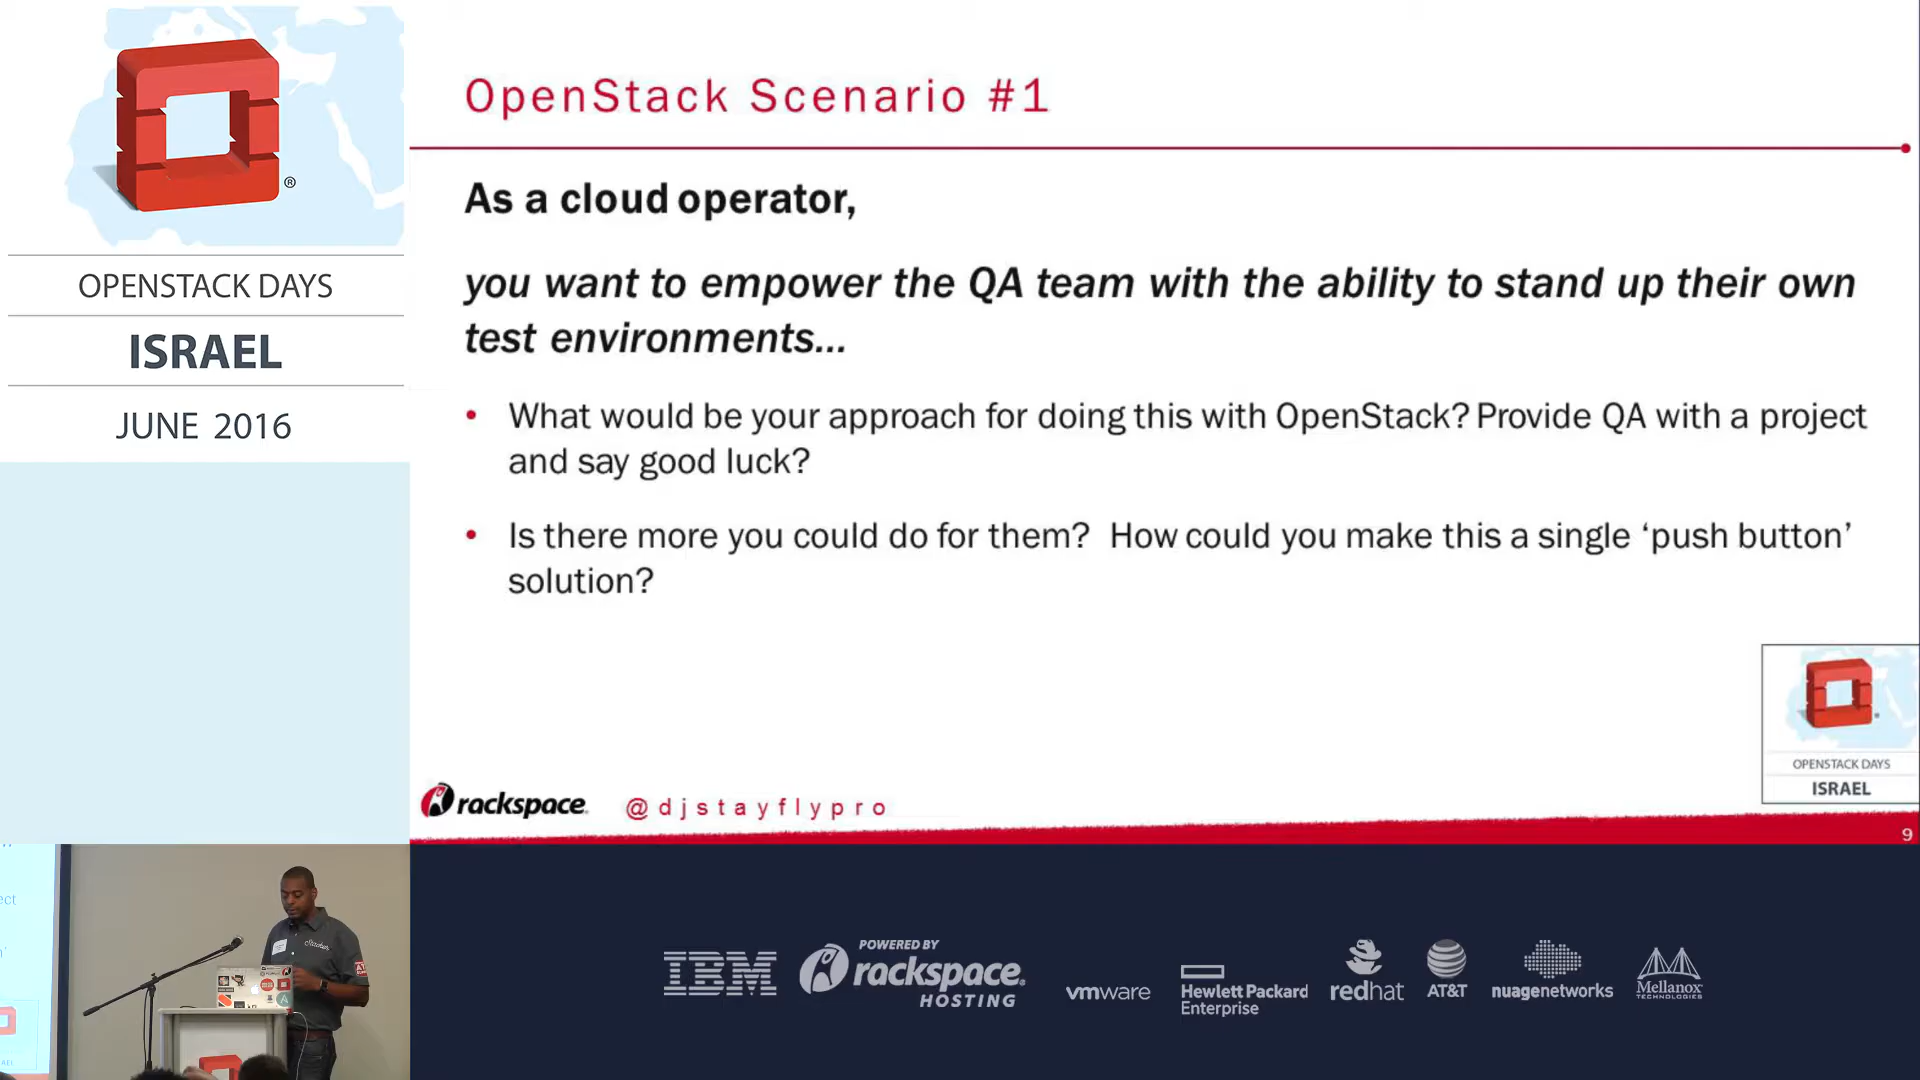 ®
OPENSTACK DAYS
ISRAEL
JUNE 2016
OpenStack Scenario #1
As a cloud operator,
you want to empower the QA team with the ability to stand up their own
test environments...
• What would be your approach for doing this with OpenStack? Provide QA with a project
and say good luck?
• Is there more you could do for them? How could you make this a single ‘push button’
solution?
OPENSTACK DAYS
ISRAEL
rackspace.
@djstayflypro
9
ect
Stacker
IBM
POWERED BY
rackspace.
HOSTING
vmware
Hewlett Packard
Enterprise
redhat
AT&T
nuagenetworks
Mellanox
TECHNOLOGIES